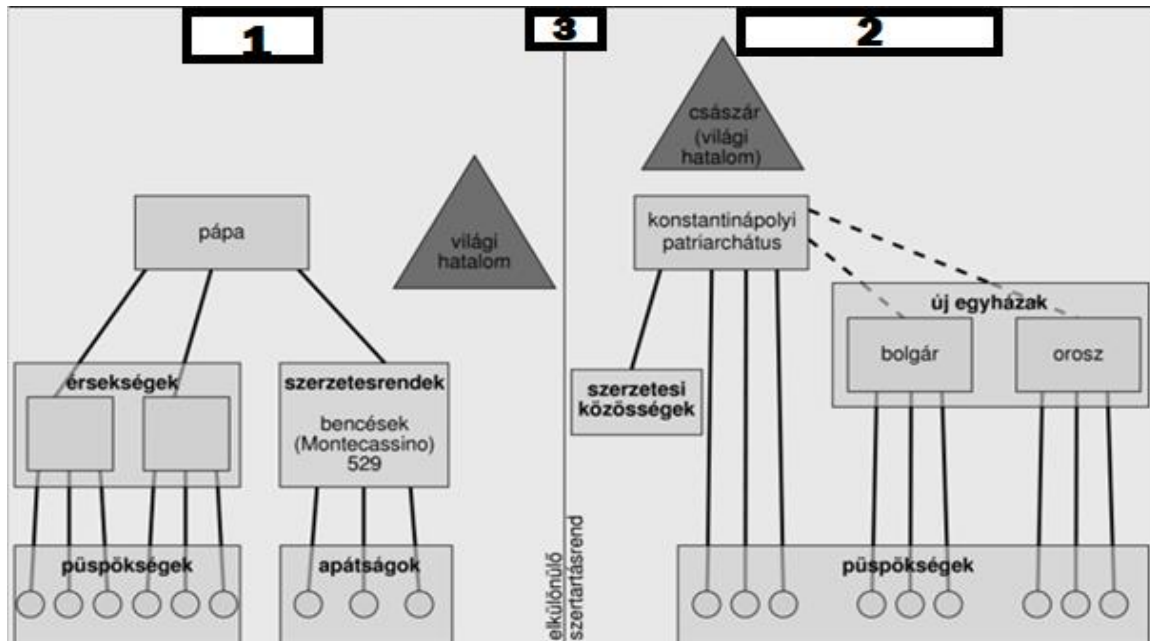 1
3
2
császár
(világi
hatalom)
pápa
világi
hatalom
konstantinápolyi
patriarchátus
új egyházak
bolgár
orosz
érsekségek
szerzetesrendek
bencések
(Montecassino)
529
szerzetesi
közösségek
elkülönülő
szertartásrend
püspökségek
apátságok
püspökségek